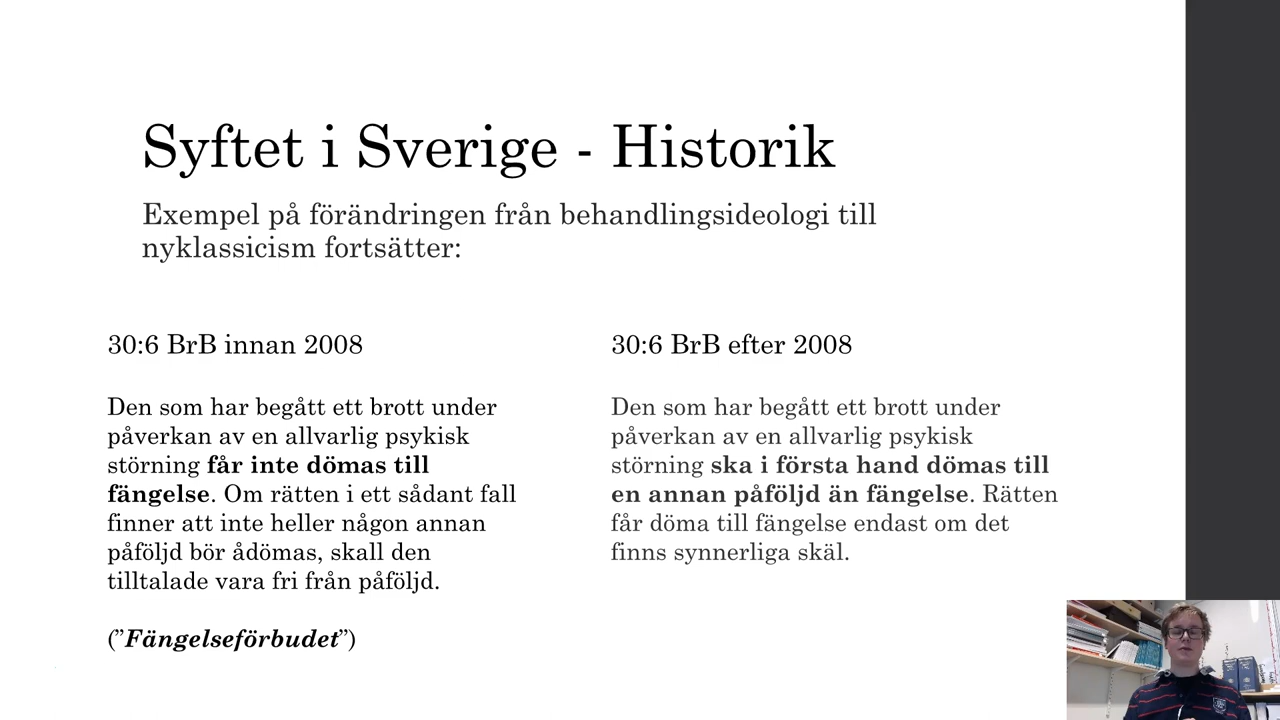 Syftet i Sverige - Historik
Exempel på förändringen från behandlingsideologi till
nyklassicism fortsätter:
30:6 BrB innan 2008
Den som har begått ett brott under
påverkan av en allvarlig psykisk
störning får inte dömas till
fängelse. Om rätten i ett sådant fall
finner att inte heller någon annan
påföljd bör ådömas, skall den
tilltalade vara fri från påföljd.
(”Fängelseförbudet”)
30:6 BrB efter 2008
Den som har begått ett brott under
påverkan av en allvarlig psykisk
störning ska i första hand dömas till
en annan påföljd än fängelse. Rätten
får döma till fängelse endast om det
finns synnerliga skäl.